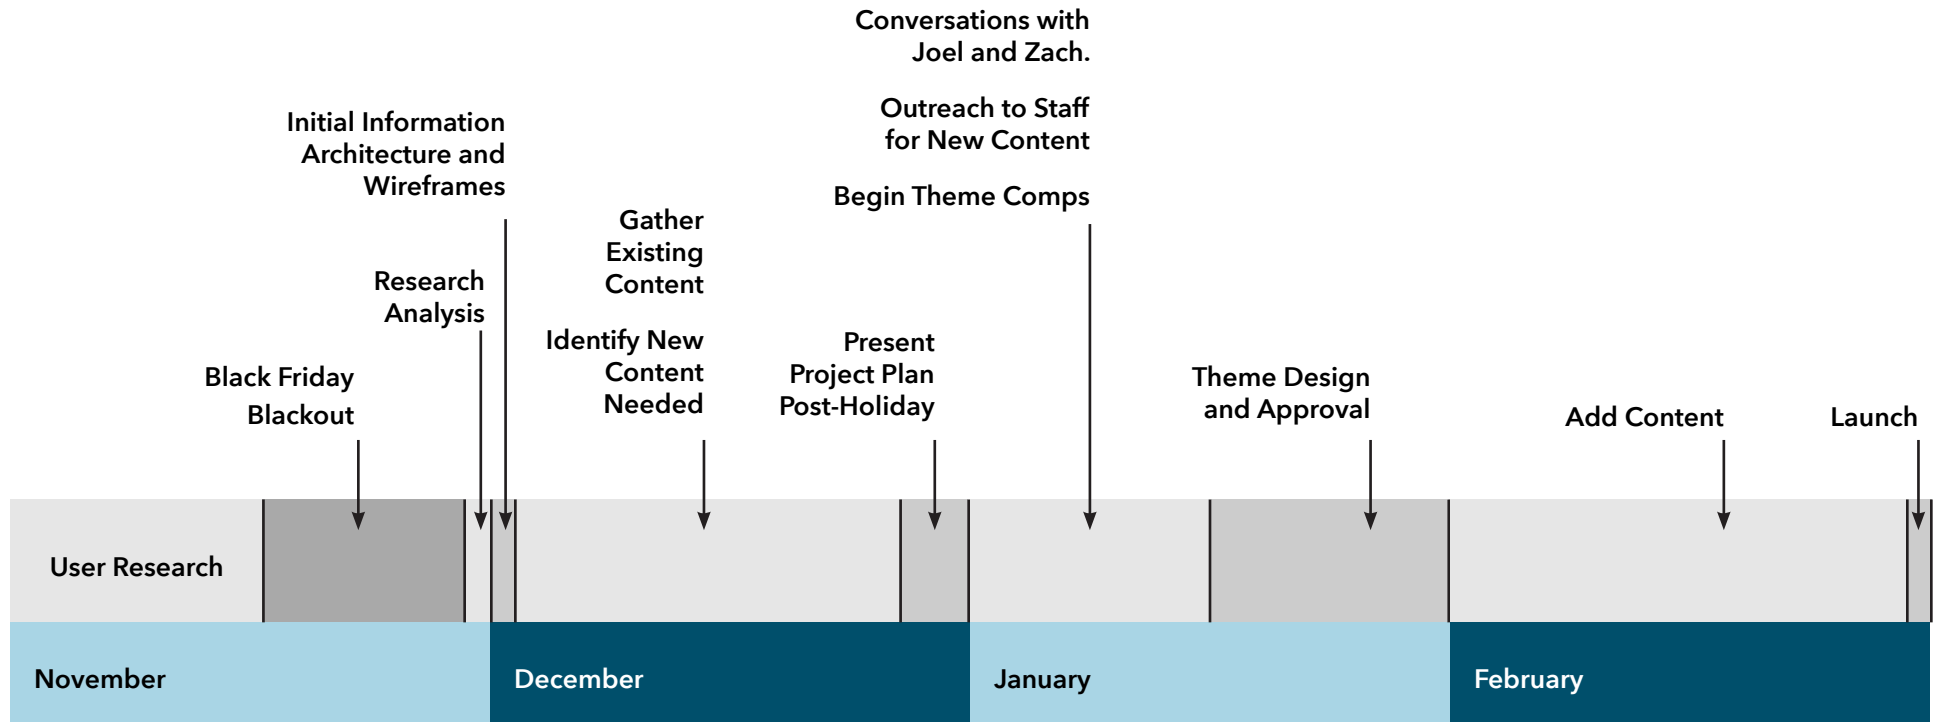 Conversations with
Joel and Zach.
Outreach to Staff
for New Content
Begin Theme Comps
Initial Information
Architecture and
Wireframes
Gather
Existing
Content
Identify New
Content
Needed
Research
Analysis
Present
Project Plan
Post-Holiday
Black Friday
Blackout
Theme Design
and Approval
Add Content
Launch
User Research
November
December
January
February